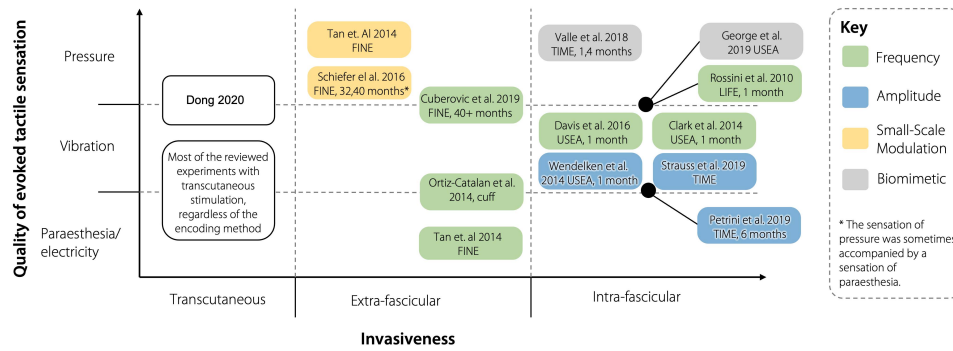 Quality of evoked tactile sensation
Pressure
Vibration
Paraesthesia/
electricity
Dong 2020
Most of the reviewed
experiments with
transcutaneous
stimulation,
regardless of the
encoding method
Tan et. Al 2014
FINE
Schiefer el al. 2016
FINE, 32,40 months*
Cuberovic et al. 2019
FINE, 40+ months
Ortiz-Catalan et al.
2014, cuff
Tan et. al 2014
FINE
Valle et al. 2018
TIME, 1,4 months
George et al.
2019 USEA
Rossini et al. 2010
LIFE, 1 month
Davis et al. 2016
USEA, 1 month
Clark et al. 2014
USEA, 1 month
Wendelken et al.
2014 USEA, 1 month
Strauss et al. 2019
TIME
Petrini et al. 2019
TIME, 6 months
Transcutaneous
Extra-fascicular
Intra-fascicular
Invasiveness
Key
Frequency
Amplitude
Small-Scale
Modulation
Biomimetic
* The sensation of
pressure was sometimes
accompanied by a
sensation of
paraesthesia.